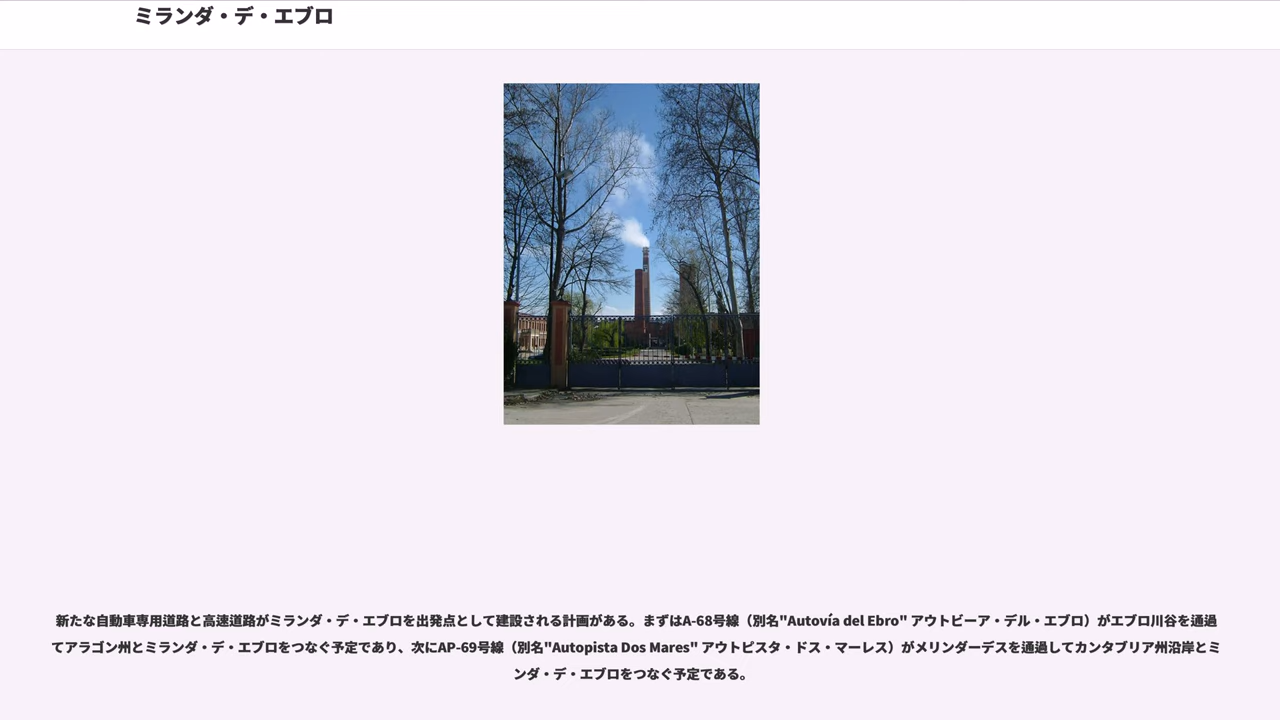 ミランダ・デ・エブロ
新たな自動車専用道路と高速道路がミランダ・デ・エブロを出発点として建設される計画がある。まずはA-68号線（別名"Autovía del Ebro" アウトビーア・デル・エブロ）がエブロ川谷を通過
てアラゴン州とミランダ・デ・エブロをつなぐ予定であり、次にAP-69号線（別名"Autopista Dos Mares" アウトピスタ・ドス・マーレス）がメリンダーデスを通過してカンタブリア州沿岸とミ
ンダ・デ・エブロをつなぐ予定である。